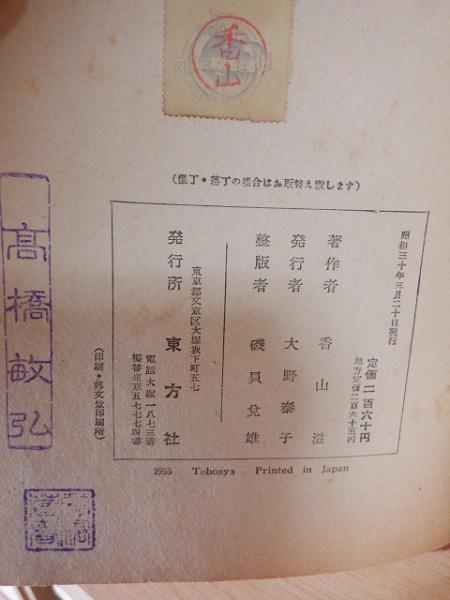 香山
(乱丁・落丁の場合はお取替え致します)
昭和三十年三月二十日発行
定価二百六十円
地方定価二百六十五円
著作者 香山滋
発行者 大野泰子
整版者 磯貝兌雄
東京都文京区大塚坂下町五七
発行所 東方社
電話大塚一八七三番
振替東京五七七七四番
(印刷・邦文堂印刷所)
1955 Tohosya Printed in Japan
高橋敏弘